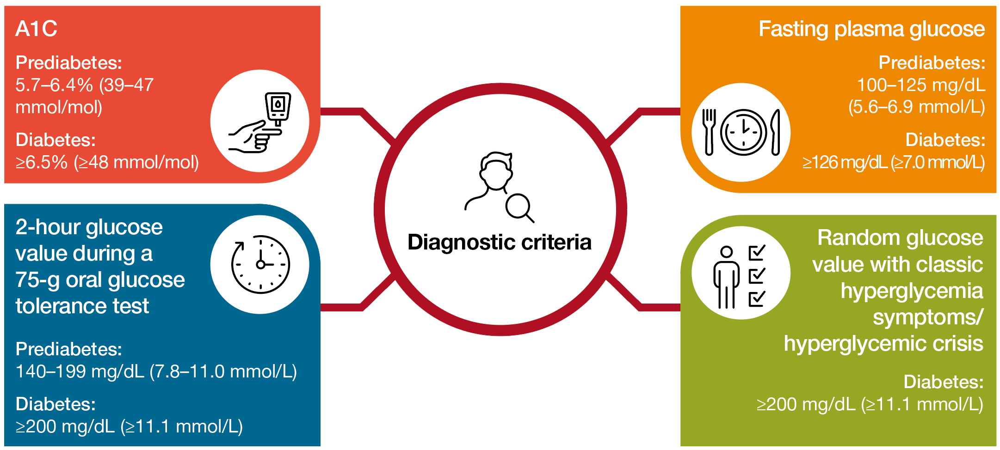 A1C
Prediabetes:
5.7–6.4% (39–47
mmol/mol)
Diabetes:
≥6.5% (≥48 mmol/mol)
Fasting plasma glucose
Prediabetes:
100–125 mg/dL
(5.6–6.9 mmol/L)
Diabetes:
≥126 mg/dL (≥7.0 mmol/L)
Diagnostic criteria
2-hour glucose
value during a
75-g oral glucose
tolerance test
Prediabetes:
140–199 mg/dL (7.8–11.0 mmol/L)
Diabetes:
≥200 mg/dL (≥11.1 mmol/L)
Random glucose
value with classic
hyperglycemia
symptoms/
hyperglycemic crisis
Diabetes:
≥200 mg/dL (≥11.1 mmol/L)